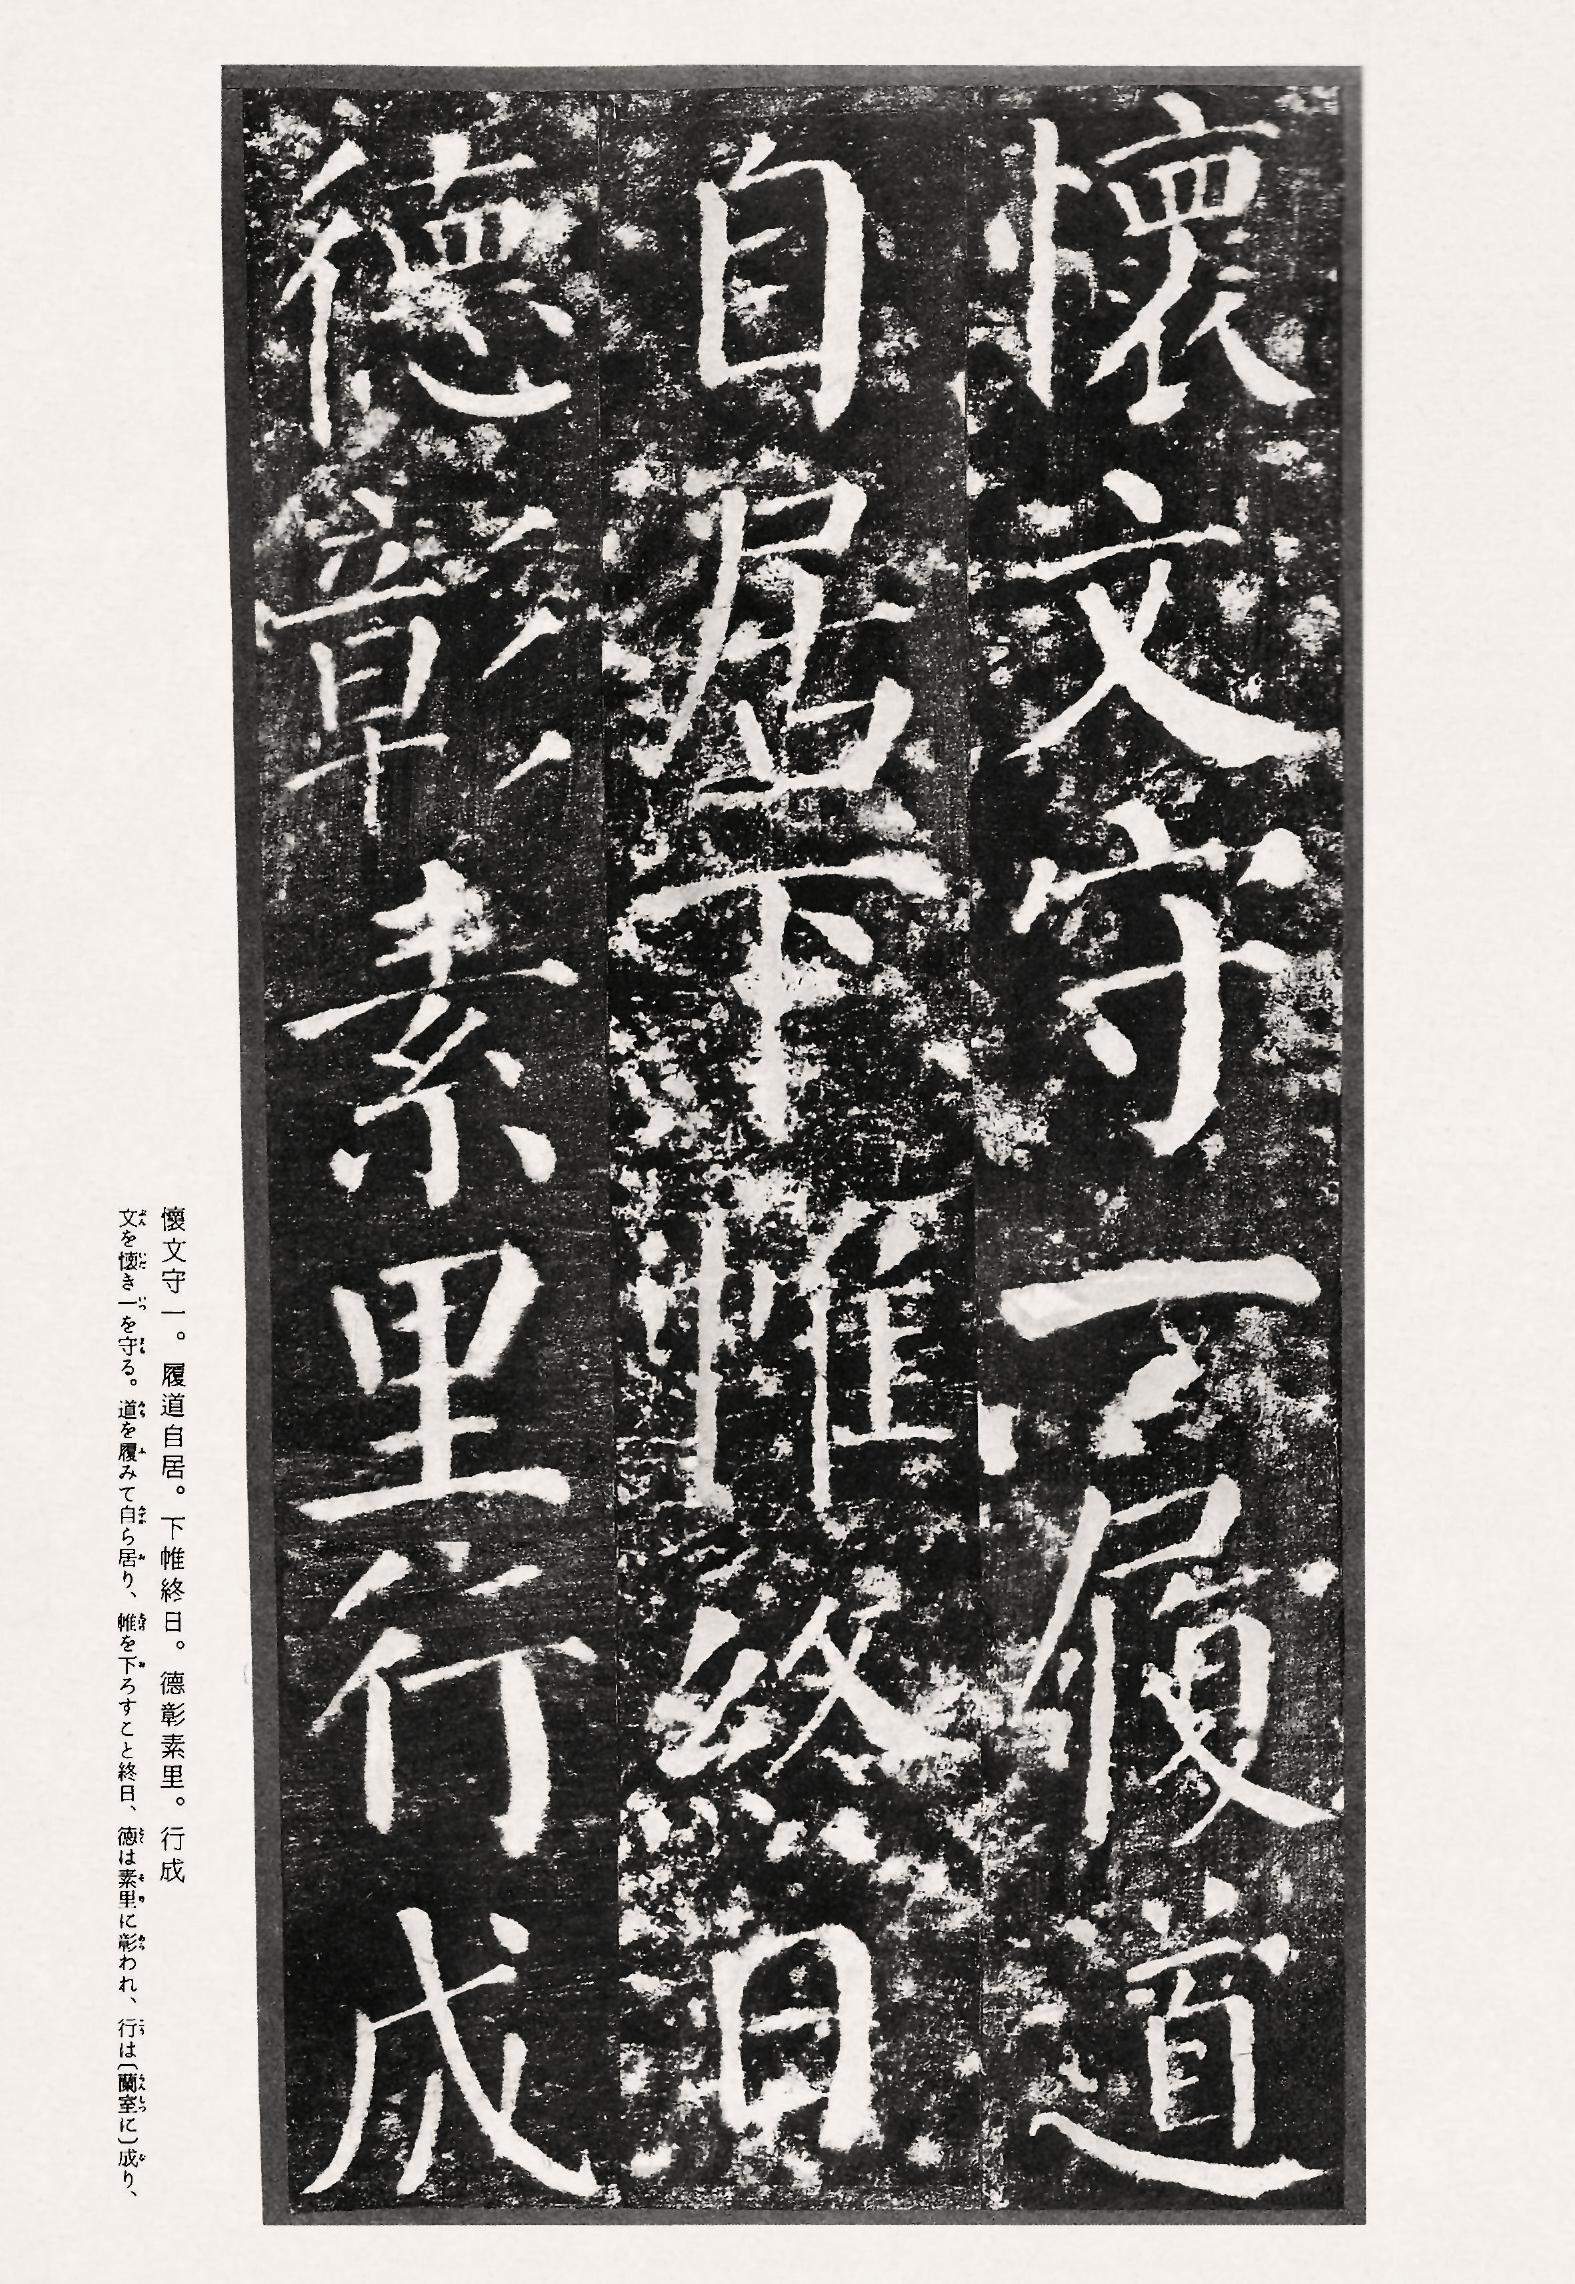 懷文守一履道
自居下帷終日
德彰素里行成
懷文守一。履道自居。下帷終日。德彰素里。行成
文を懐き一を守る。道を履みて自ら居り、帷を下ろすこと終日、徳は素里に彰われ、行は〔蘭室に〕成り、